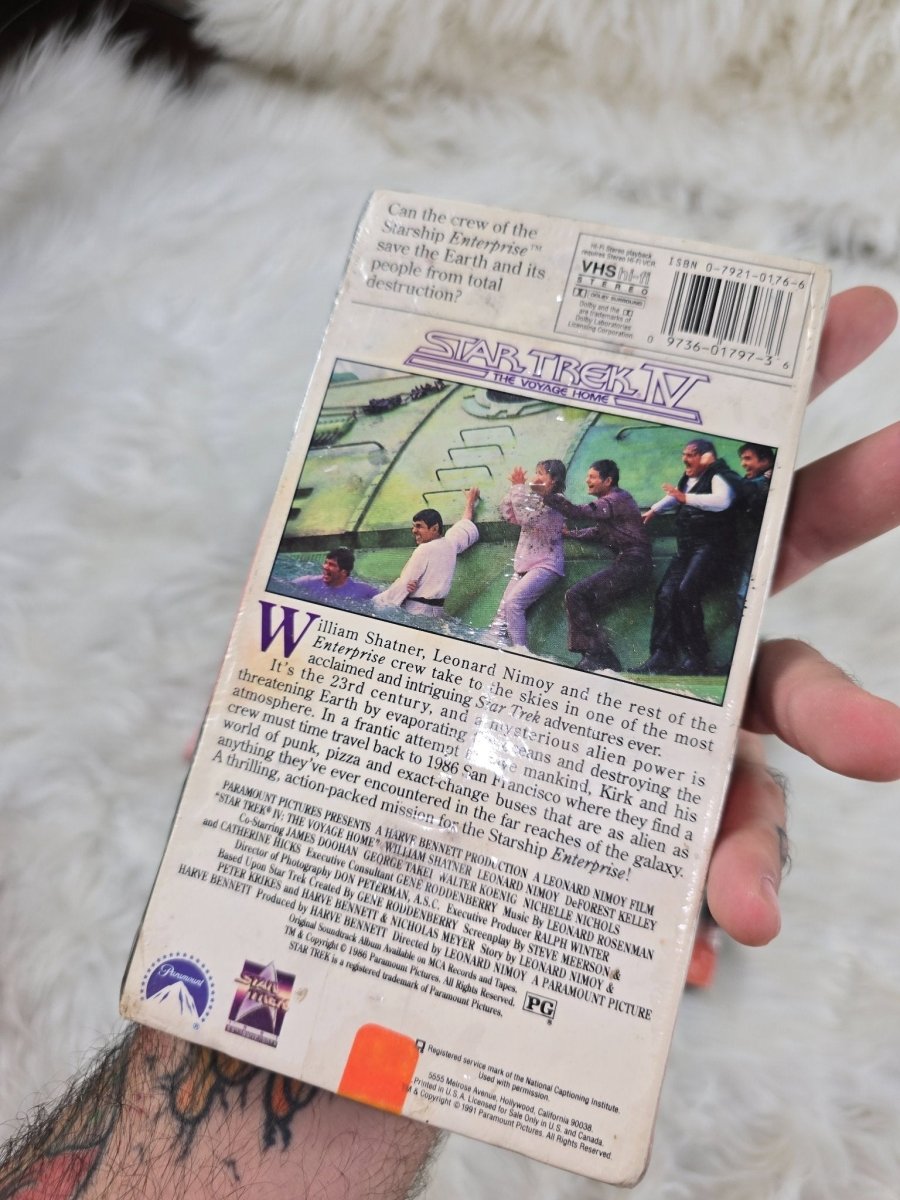 Can the crew of the
Starship Enterprise™
save the Earth and its
people from total
destruction?
Hi-Fi Stereo playback
requires Stereo Hi-Fi VCR
VHS hi-fi
STEREO
DOLBY SURROUND
Dolby and the
are trademarks of
Dolby Laboratories
Licensing Corporation
ISBN 0-7921-0176-6
0 9736-01797-3 6
STAR TREK IV
THE VOYAGE HOME
William Shatner, Leonard Nimoy and the rest of the
Enterprise crew take to the skies in one of the most
acclaimed and intriguing Star Trek adventures ever.
It's the 23rd century, and a mysterious alien power is
threatening Earth by evaporating oceans and destroying the
atmosphere. In a frantic attempt mankind, Kirk and his
crew must time travel back to 1986 San Francisco where they find a
world of punk, pizza and exact-change buses that are as alien as
anything they've ever encountered in the far reaches of the galaxy.
A thrilling, action-packed mission for the Starship Enterprise!
PARAMOUNT PICTURES PRESENTS A HARVE BENNETT PRODUCTION A LEONARD NIMOY FILM
"STAR TREK® IV: THE VOYAGE HOME" WILLIAM SHATNER LEONARD NIMOY DeFOREST KELLEY
Co-Starring JAMES DOOHAN GEORGE TAKEI WALTER KOENIG NICHELLE NICHOLS
and CATHERINE HICKS Executive Consultant GENE RODDENBERRY Music By LEONARD ROSENMAN
Director of Photography DON PETERMAN, A.S.C. Executive Producer RALPH WINTER
Based Upon Star Trek Created By GENE RODDENBERRY Screenplay By STEVE MEERSON &
PETER KRIKES and HARVE BENNETT & NICHOLAS MEYER Story by LEONARD NIMOY &
HARVE BENNETT Produced by HARVE BENNETT Directed by LEONARD NIMOY A PARAMOUNT PICTURE
Original Soundtrack Album Available on MCA Records and Tapes.
TM & Copyright © 1986 Paramount Pictures. All Rights Reserved.
STAR TREK is a registered trademark of Paramount Pictures.
PG
Paramount
STAR TREK
Registered service mark of the National Captioning Institute.
Used with permission.
5555 Melrose Avenue, Hollywood, California 90038.
Printed in U.S.A. Licensed for Sale Only in U.S. and Canada.
TM & Copyright © 1991 Paramount Pictures. All Rights Reserved.